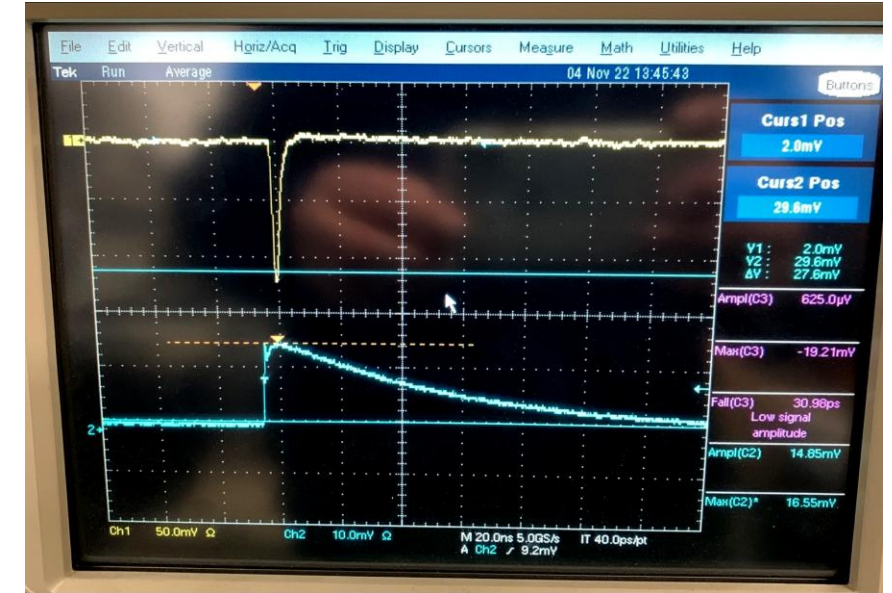 File Edit Vertical Horiz/Acq Trig Display Cursors Measure Math Utilities Help
Tek Run Average 04 Nov 22 13:45:43 Buttons
Curs1 Pos
2.0mV
Curs2 Pos
29.6mV
V1 : 2.0mV
V2 : 29.6mV
ΔV : 27.6mV
Ampl(C3) 625.0µV
Max(C3) -19.21mV
Fall(C3) 30.98ps
Low signal
amplitude
Ampl(C2) 14.85mV
Max(C2)* 16.55mV
1
2
Ch1 50.0mV Ω Ch2 10.0mV Ω M 20.0ns 5.0GS/s IT 40.0ps/pt
A Ch2 ∕ 9.2mV